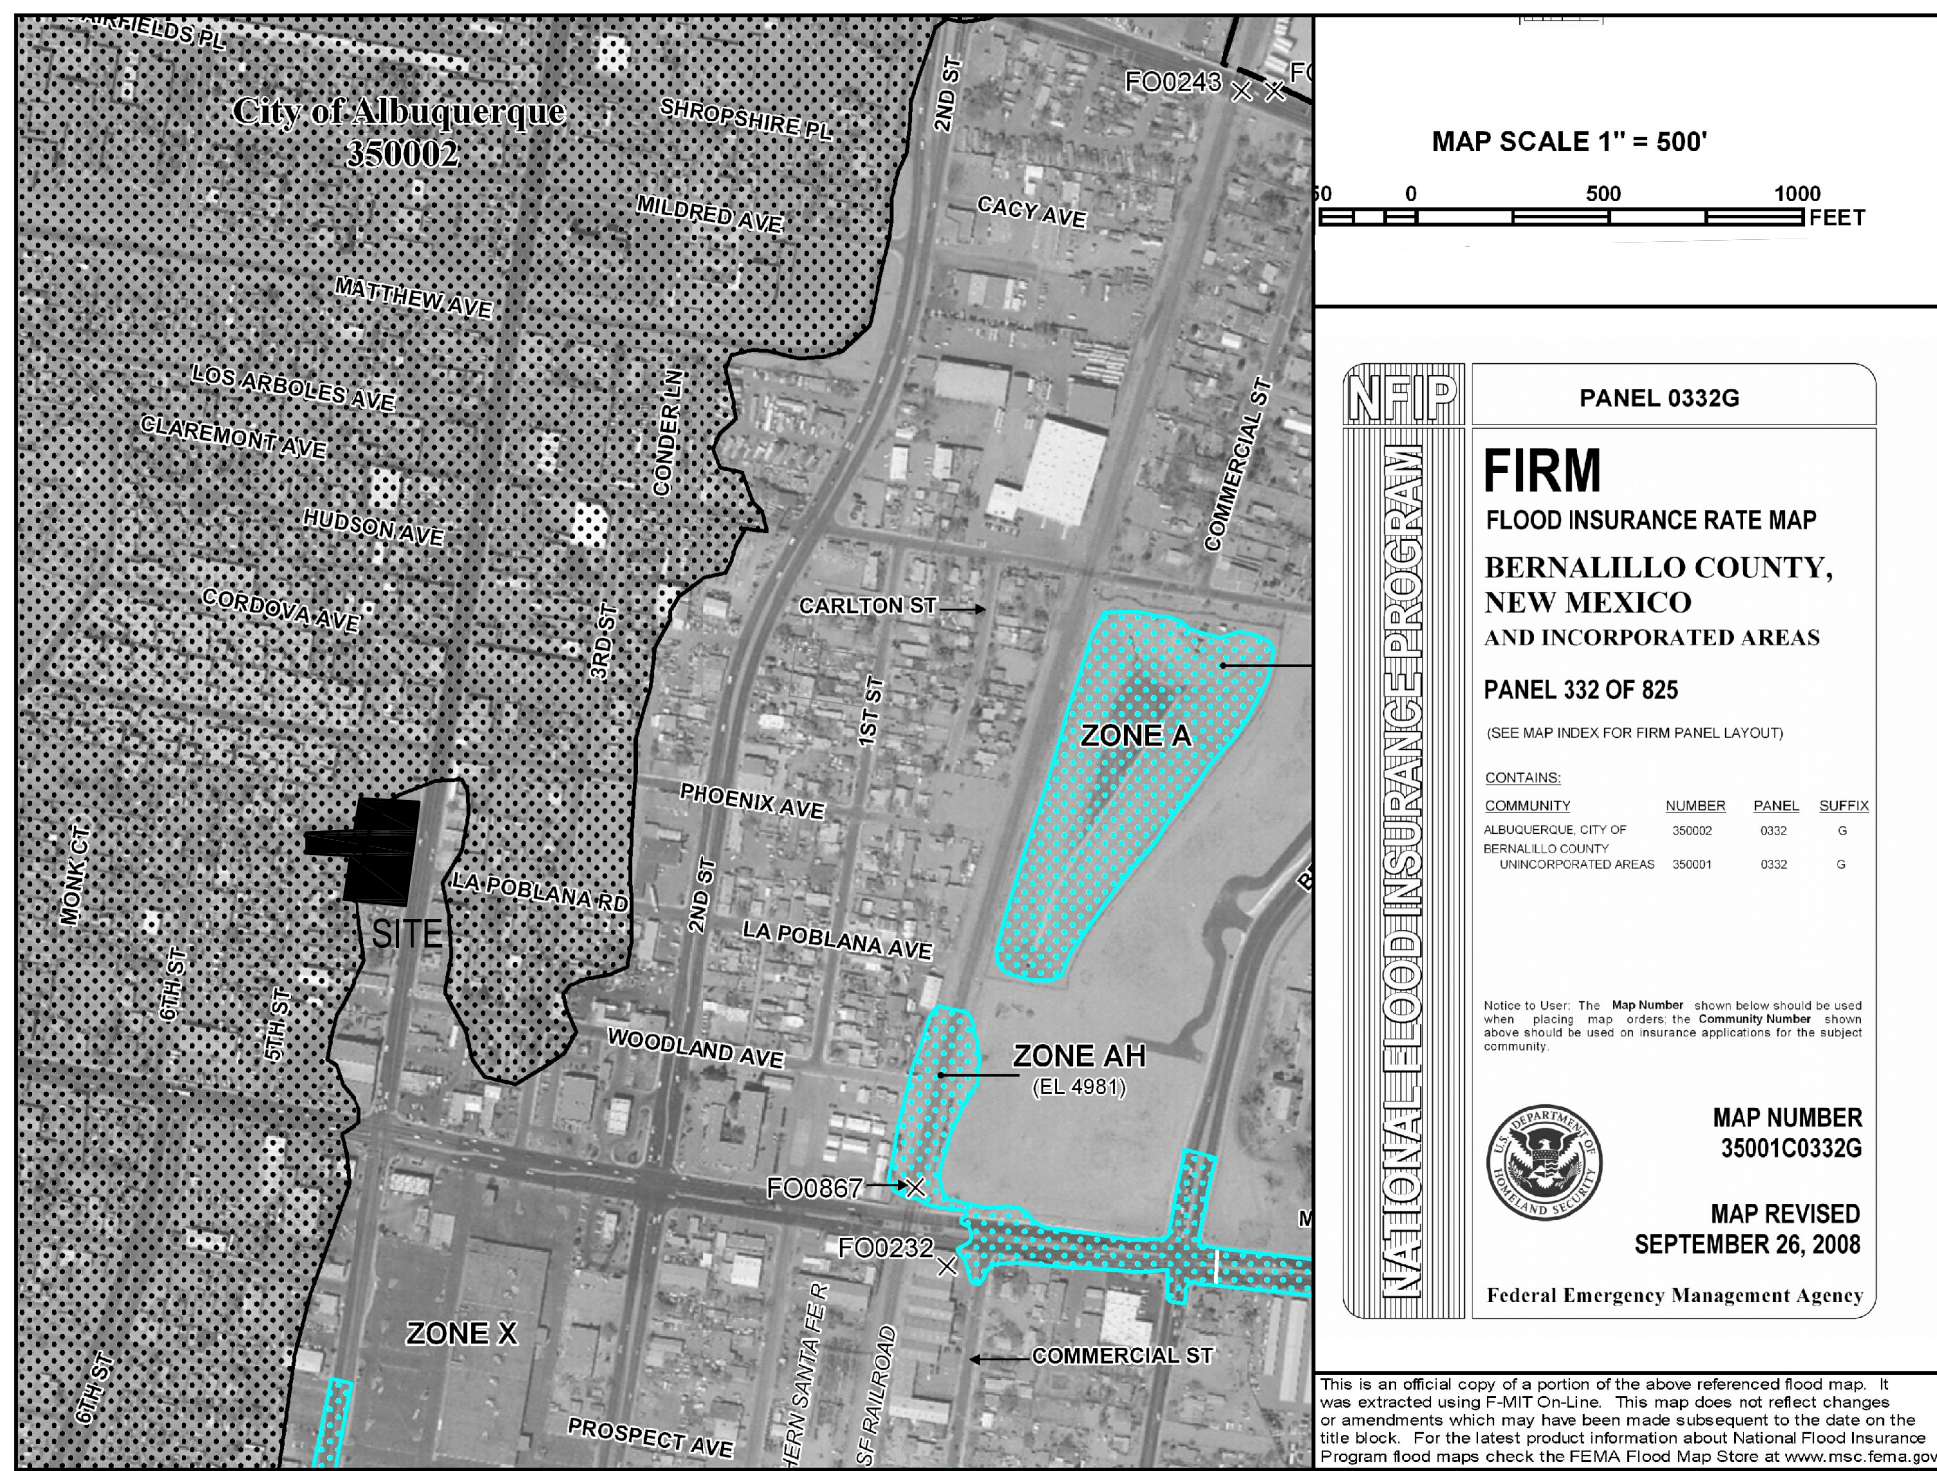 FAIRFIELDS PL
City of Albuquerque
350002
SHROPSHIRE PL
2ND ST
FO0243
MILDRED AVE
CACY AVE
MATTHEW AVE
LOS ARBOLES AVE
CLAREMONT AVE
CONDER LN
COMMERCIAL ST
HUDSON AVE
CORDOVA AVE
3RD ST
CARLTON ST
1ST ST
ZONE A
PHOENIX AVE
MONK CT
LA POBLANA RD
2ND ST
SITE
LA POBLANA AVE
6TH ST
5TH ST
WOODLAND AVE
ZONE AH
(EL 4981)
FO0867
FO0232
ZONE X
COMMERCIAL ST
6TH ST
PROSPECT AVE
HERN SANTA FE R
SF RAILROAD
MAP SCALE 1" = 500'
0 500 1000
FEET
NFIP
PANEL 0332G
NATIONAL FLOOD INSURANCE PROGRAM
FIRM
FLOOD INSURANCE RATE MAP
BERNALILLO COUNTY,
NEW MEXICO
AND INCORPORATED AREAS
PANEL 332 OF 825
(SEE MAP INDEX FOR FIRM PANEL LAYOUT)
CONTAINS:
COMMUNITY NUMBER PANEL SUFFIX
ALBUQUERQUE, CITY OF 350002 0332 G
BERNALILLO COUNTY
UNINCORPORATED AREAS 350001 0332 G
Notice to User: The Map Number shown below should be used
when placing map orders; the Community Number shown
above should be used on insurance applications for the subject
community.
U.S. DEPARTMENT OF
HOMELAND SECURITY
MAP NUMBER
35001C0332G
MAP REVISED
SEPTEMBER 26, 2008
Federal Emergency Management Agency
This is an official copy of a portion of the above referenced flood map. It
was extracted using F-MIT On-Line. This map does not reflect changes
or amendments which may have been made subsequent to the date on the
title block. For the latest product information about National Flood Insurance
Program flood maps check the FEMA Flood Map Store at www.msc.fema.gov